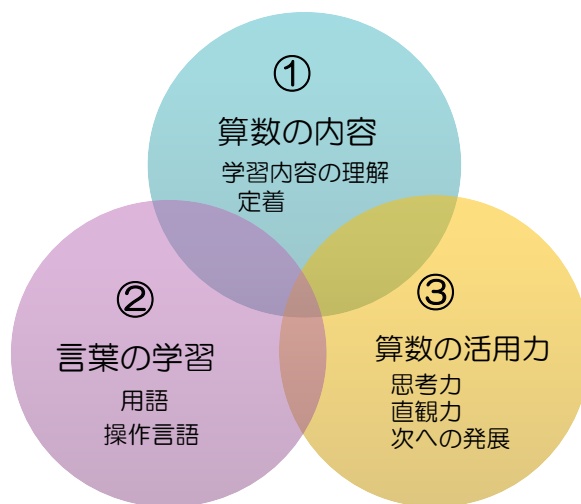 ①
算数の内容
学習内容の理解
定着
②
言葉の学習
用語
操作言語
③
算数の活用力
思考力
直観力
次への発展